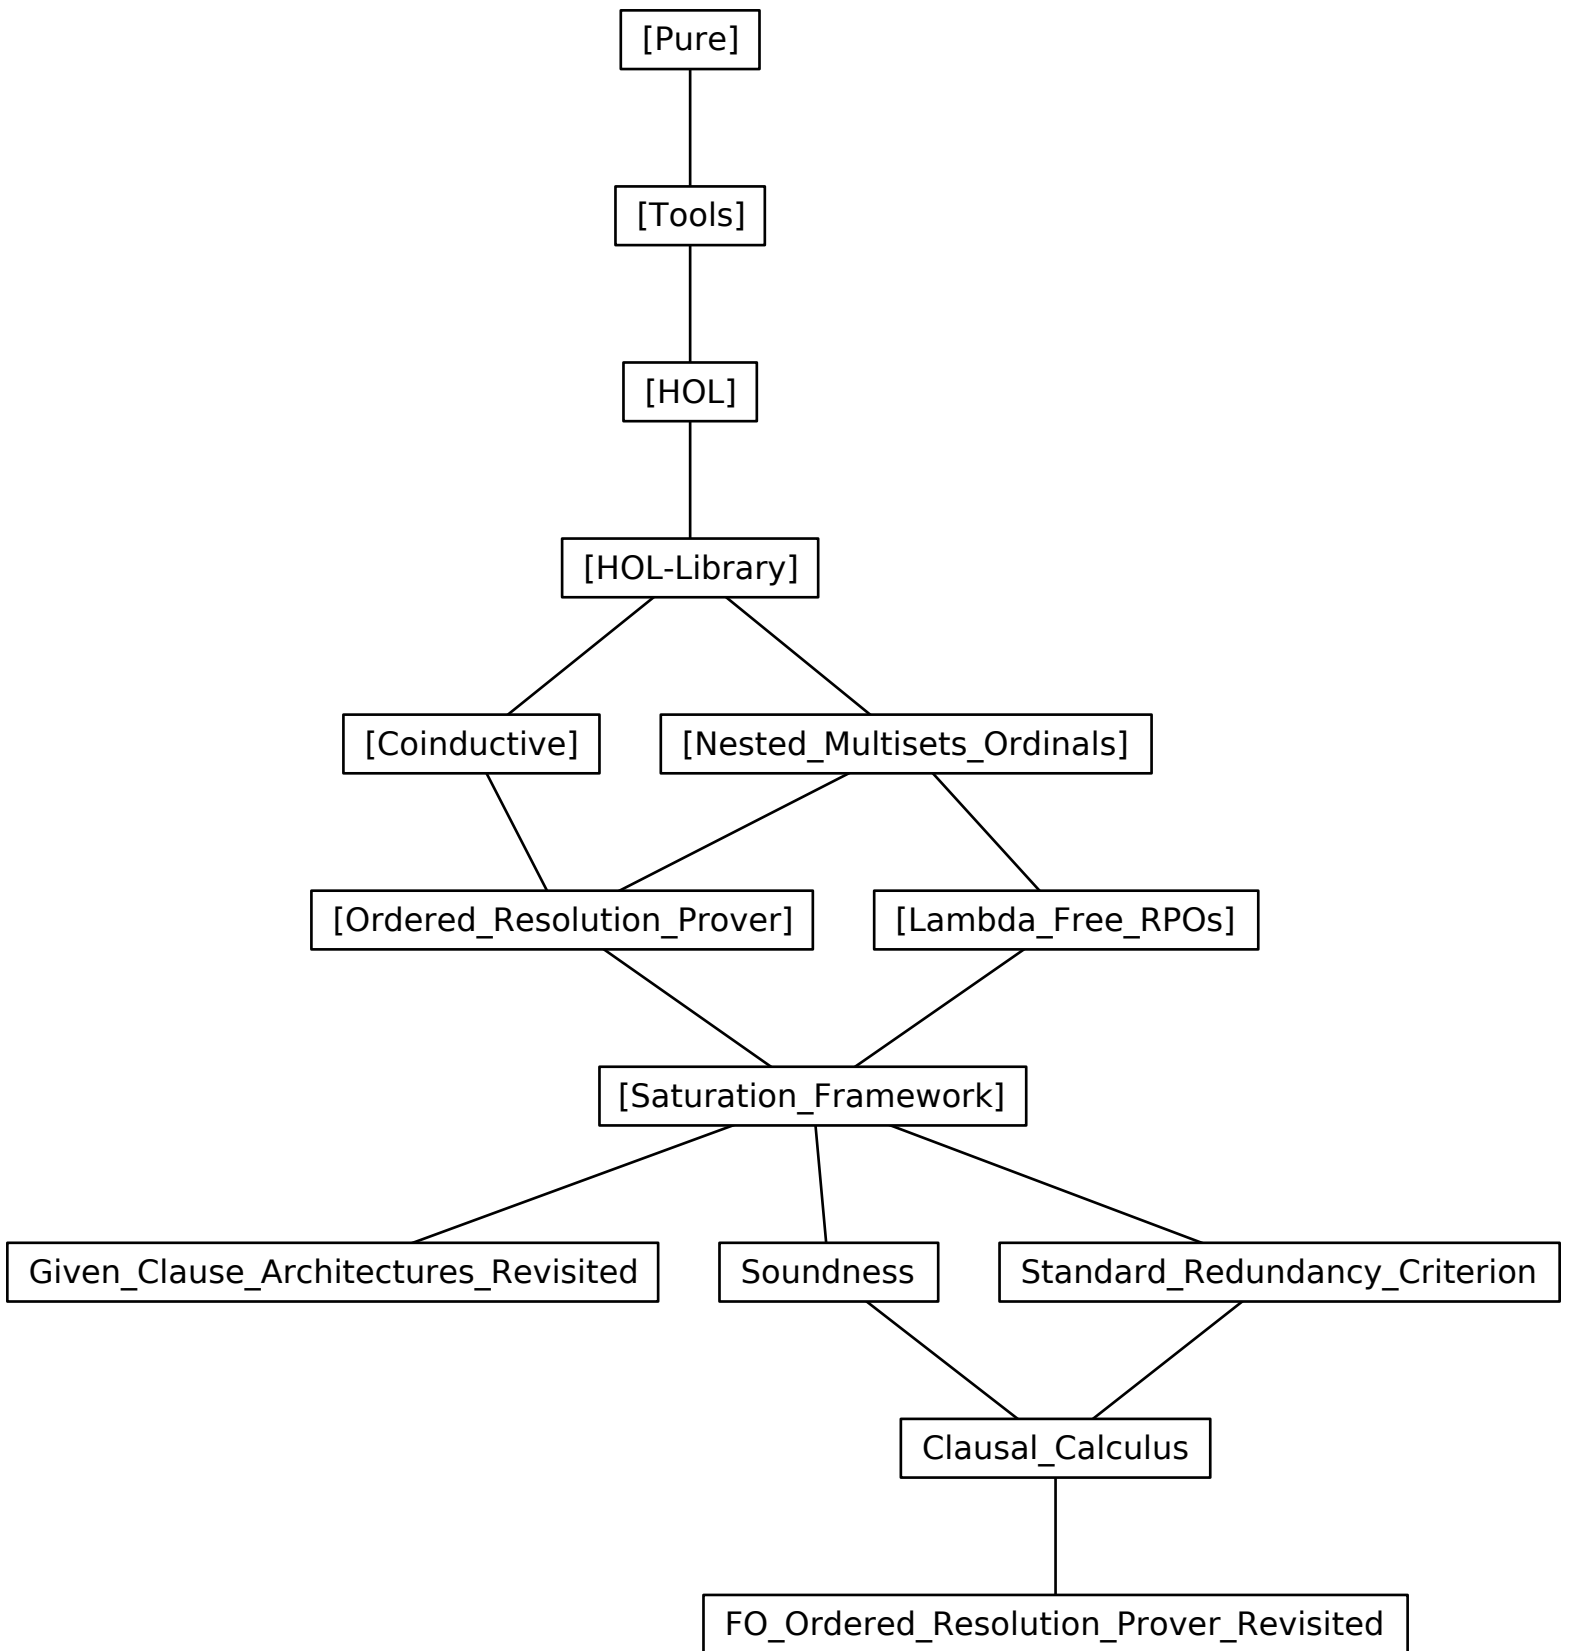 [Pure]
[Tools]
[HOL]
[HOL-Library]
[Coinductive]
[Nested_Multisets_Ordinals]
[Ordered_Resolution_Prover]
[Lambda_Free_RPOs]
[Saturation_Framework]
Given_Clause_Architectures_Revisited
Soundness
Standard_Redundancy_Criterion
Clausal_Calculus
FO_Ordered_Resolution_Prover_Revisited